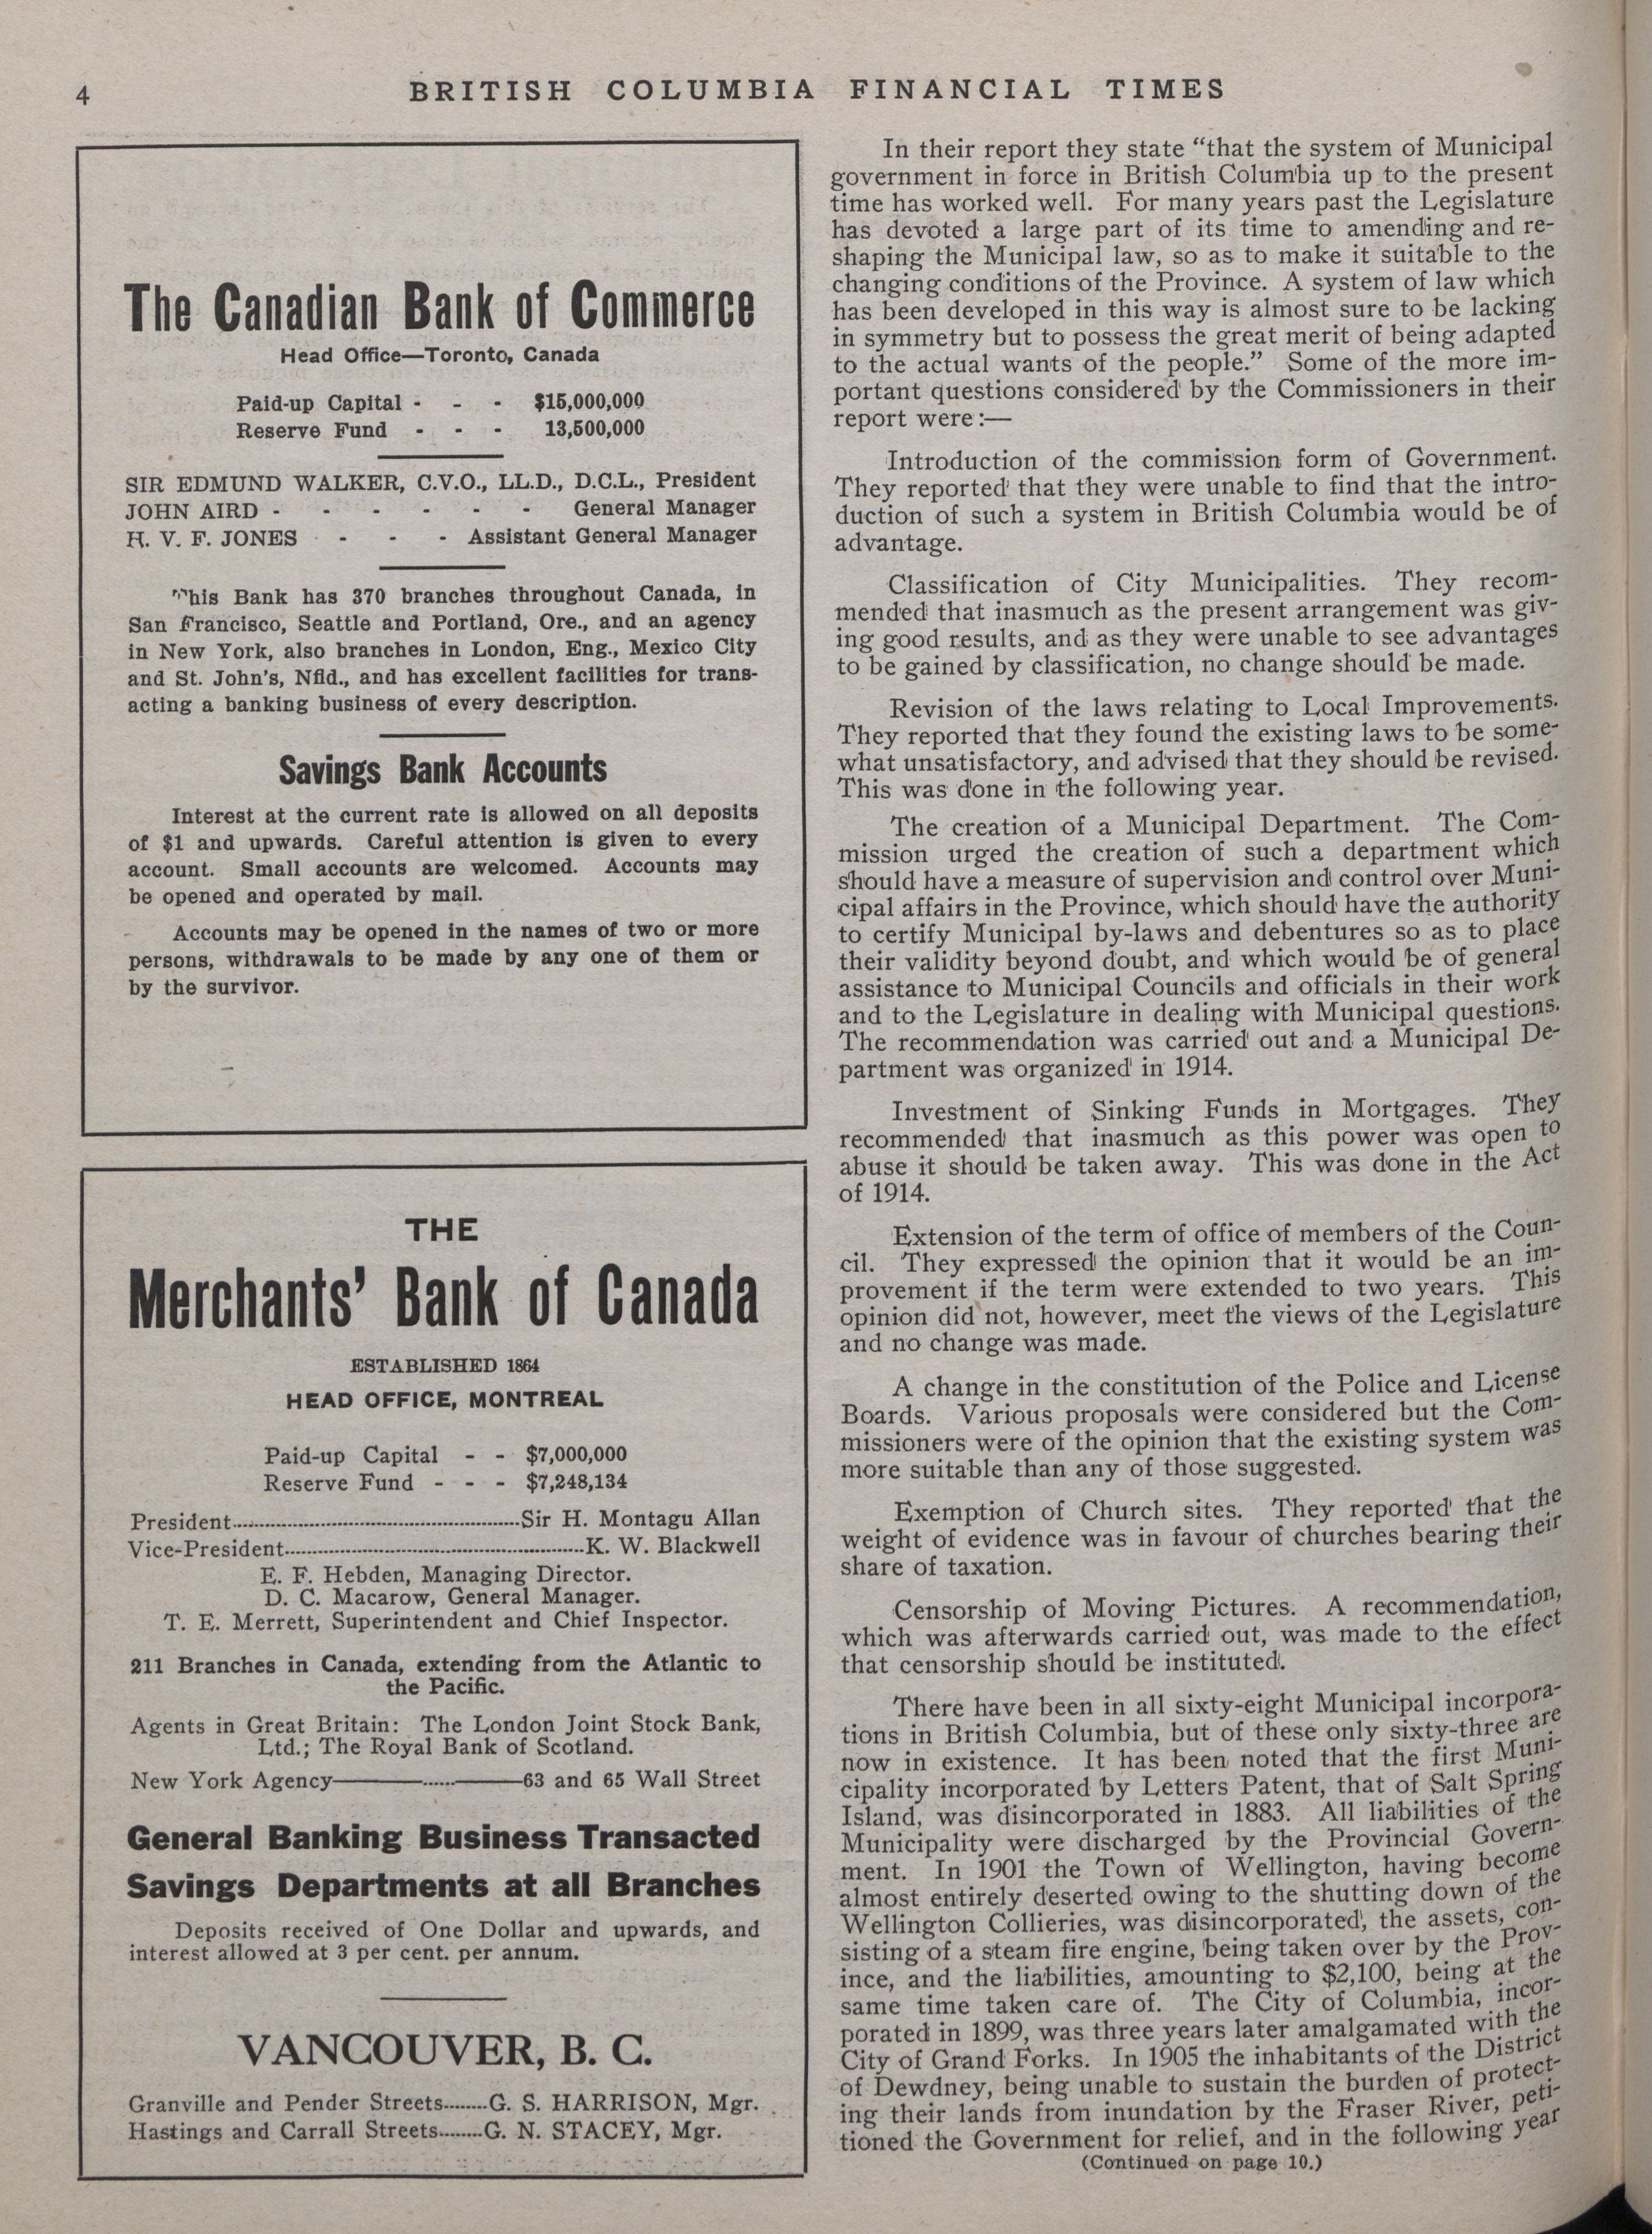 4
BRITISH COLUMBIA FINANCIAL TIMES
The Canadian Bank of Commerce
Head Office—Toronto, Canada
Paid-up Capital - - - $15,000,000
Reserve Fund - - - 13,500,000
SIR EDMUND WALKER, C.V.O., LL.D., D.C.L., President
JOHN AIRD - - - - - - General Manager
H. V. F. JONES - - - Assistant General Manager
This Bank has 370 branches throughout Canada, in
San Francisco, Seattle and Portland, Ore., and an agency
in New York, also branches in London, Eng., Mexico City
and St. John's, Nfld., and has excellent facilities for trans-
acting a banking business of every description.
Savings Bank Accounts
Interest at the current rate is allowed on all deposits
of $1 and upwards. Careful attention is given to every
account. Small accounts are welcomed. Accounts may
be opened and operated by mail.
Accounts may be opened in the names of two or more
persons, withdrawals to be made by any one of them or
by the survivor.
THE
Merchants' Bank of Canada
ESTABLISHED 1864
HEAD OFFICE, MONTREAL
Paid-up Capital - - $7,000,000
Reserve Fund - - - $7,248,134
President........Sir H. Montagu Allan
Vice-President........K. W. Blackwell
E. F. Hebden, Managing Director.
D. C. Macarow, General Manager.
T. E. Merrett, Superintendent and Chief Inspector.
211 Branches in Canada, extending from the Atlantic to
the Pacific.
Agents in Great Britain: The London Joint Stock Bank,
Ltd.; The Royal Bank of Scotland.
New York Agency——......——63 and 65 Wall Street
General Banking Business Transacted
Savings Departments at all Branches
Deposits received of One Dollar and upwards, and
interest allowed at 3 per cent. per annum.
VANCOUVER, B. C.
Granville and Pender Streets........G. S. HARRISON, Mgr.
Hastings and Carrall Streets........G. N. STACEY, Mgr.
In their report they state “that the system of Municipal
government in force in British Columbia up to the present
time has worked well. For many years past the Legislature
has devoted a large part of its time to amending and re-
shaping the Municipal law, so as to make it suitable to the
changing conditions of the Province. A system of law which
has been developed in this way is almost sure to be lacking
in symmetry but to possess the great merit of being adapted
to the actual wants of the people.” Some of the more im-
portant questions considered by the Commissioners in their
report were:—
Introduction of the commission form of Government.
They reported that they were unable to find that the intro-
duction of such a system in British Columbia would be of
advantage.
Classification of City Municipalities. They recom-
mended that inasmuch as the present arrangement was giv-
ing good results, and as they were unable to see advantages
to be gained by classification, no change should be made.
Revision of the laws relating to Local Improvements.
They reported that they found the existing laws to be some-
what unsatisfactory, and advised that they should be revised.
This was done in the following year.
The creation of a Municipal Department. The Com-
mission urged the creation of such a department which
should have a measure of supervision and control over Muni-
cipal affairs in the Province, which should have the authority
to certify Municipal by-laws and debentures so as to place
their validity beyond doubt, and which would be of general
assistance to Municipal Councils and officials in their work
and to the Legislature in dealing with Municipal questions.
The recommendation was carried out and a Municipal De-
partment was organized in 1914.
Investment of Sinking Funds in Mortgages. They
recommended that inasmuch as this power was open to
abuse it should be taken away. This was done in the Act
of 1914.
Extension of the term of office of members of the Coun-
cil. They expressed the opinion that it would be an im-
provement if the term were extended to two years. This
opinion did not, however, meet the views of the Legislature
and no change was made.
A change in the constitution of the Police and License
Boards. Various proposals were considered but the Com-
missioners were of the opinion that the existing system was
more suitable than any of those suggested.
Exemption of Church sites. They reported that the
weight of evidence was in favour of churches bearing their
share of taxation.
Censorship of Moving Pictures. A recommendation,
which was afterwards carried out, was made to the effect
that censorship should be instituted.
There have been in all sixty-eight Municipal incorpora-
tions in British Columbia, but of these only sixty-three are
now in existence. It has been noted that the first Muni-
cipality incorporated by Letters Patent, that of Salt Spring
Island, was disincorporated in 1883. All liabilities of the
Municipality were discharged by the Provincial Govern-
ment. In 1901 the Town of Wellington, having become
almost entirely deserted owing to the shutting down of the
Wellington Collieries, was disincorporated, the assets, con-
sisting of a steam fire engine, being taken over by the Prov-
ince, and the liabilities, amounting to $2,100, being at the
same time taken care of. The City of Columbia, incor-
porated in 1899, was three years later amalgamated with the
City of Grand Forks. In 1905 the inhabitants of the District
of Dewdney, being unable to sustain the burden of protect-
ing their lands from inundation by the Fraser River, peti-
tioned the Government for relief, and in the following year
(Continued on page 10.)